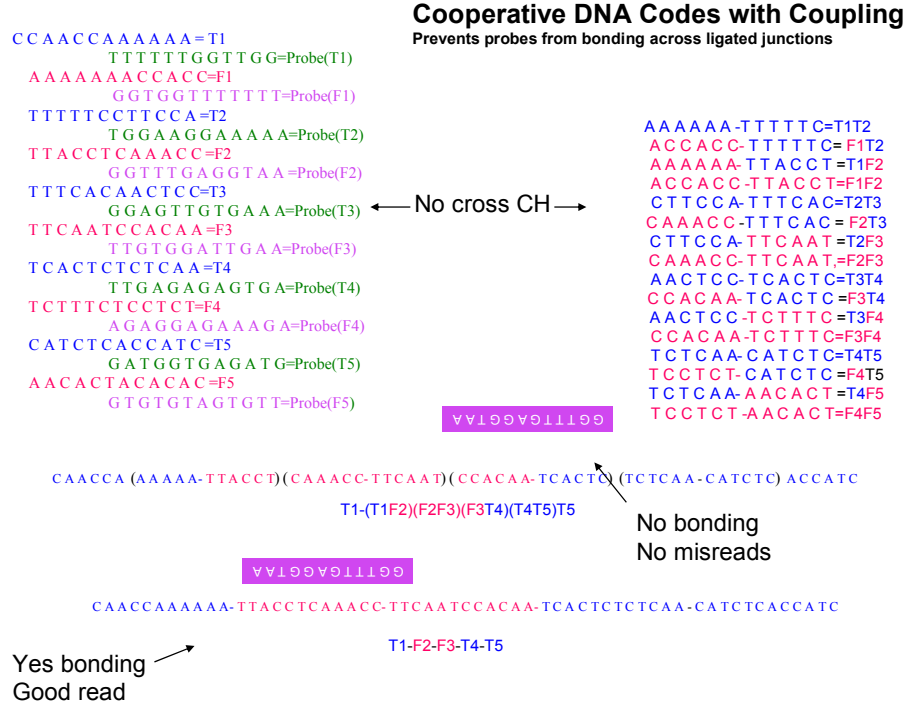 Cooperative DNA Codes with Coupling
Prevents probes from bonding across ligated junctions
C C A A C C A A A A A A = T1
T T T T T T G G T T G G=Probe(T1)
A A A A A A A C C A C C=F1
G G T G G T T T T T T T=Probe(F1)
T T T T T C C T T C C A =T2
T G G A A G G A A A A A=Probe(T2)
T T A C C T C A A A C C =F2
G G T T T G A G G T A A =Probe(F2)
T T T C A C A A C T C C=T3
G G A G T T G T G A A A=Probe(T3)
T T C A A T C C A C A A =F3
T T G T G G A T T G A A =Probe(F3)
T C A C T C T C T C A A =T4
T T G A G A G A G T G A =Probe(T4)
T C T T T C T C C T C T=F4
A G A G G A G A A A G A=Probe(F4)
C A T C T C A C C A T C=T5
G A T G G T G A G A T G=Probe(T5)
A A C A C T A C A C A C =F5
G T G T G T A G T G T T=Probe(F5)
No cross CH
A A A A A A -T T T T T C=T1T2
A C C A C C- T T T T T C= F1T2
A A A A A A- T T A C C T=T1F2
A C C A C C -T T A C C T=F1F2
C T T C C A- T T T C A C=T2T3
C A A A C C -T T T C A C = F2T3
C T T C C A- T T C A A T =T2F3
C A A A C C- T T C A A T,=F2F3
A A C T C C- T C A C T C=T3T4
C C A C A A- T C A C T C =F3T4
A A C T C C -T C T T T C =T3F4
C C A C A A -T C T T T C=F3F4
T C T C A A- C A T C T C=T4T5
T C C T C T- C A T C T C =F4T5
T C T C A A- A A C A C T =T4F5
T C C T C T -A A C A C T=F4F5
G G T T T G A G G T A A
C A A C C A (A A A A A- T T A C C T) (C A A A C C- T T C A A T) (C C A C A A- T C A C T C) (T C T C A A - C A T C T C) A C C A T C
T1-(T1F2)(F2F3)(F3T4)(T4T5)T5
No bonding
No misreads
G G T T T G A G G T A A
C A A C C A A A A A A- T T A C C T C A A A C C- T T C A A T C C A C A A- T C A C T C T C T C A A - C A T C T C A C C A T C
T1-F2-F3-T4-T5
Yes bonding
Good read